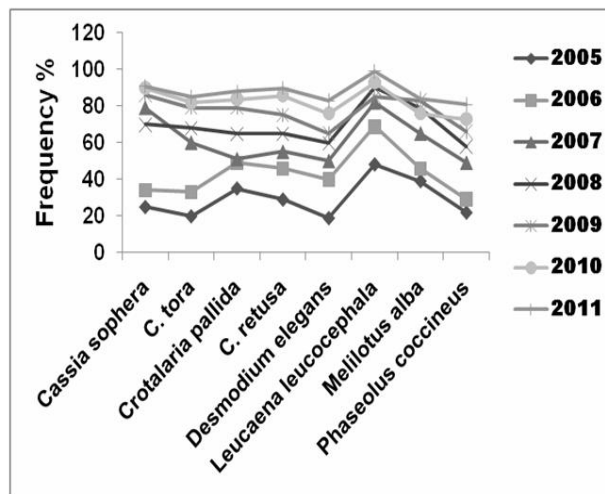 Frequency %
120
100
80
60
40
20
0
Cassia sophera
C. tora
Crotalaria pallida
C. retusa
Desmodium elegans
Leucaena leucocephala
Melilotus alba
Phaseolus coccineus
2005
2006
2007
2008
2009
2010
2011